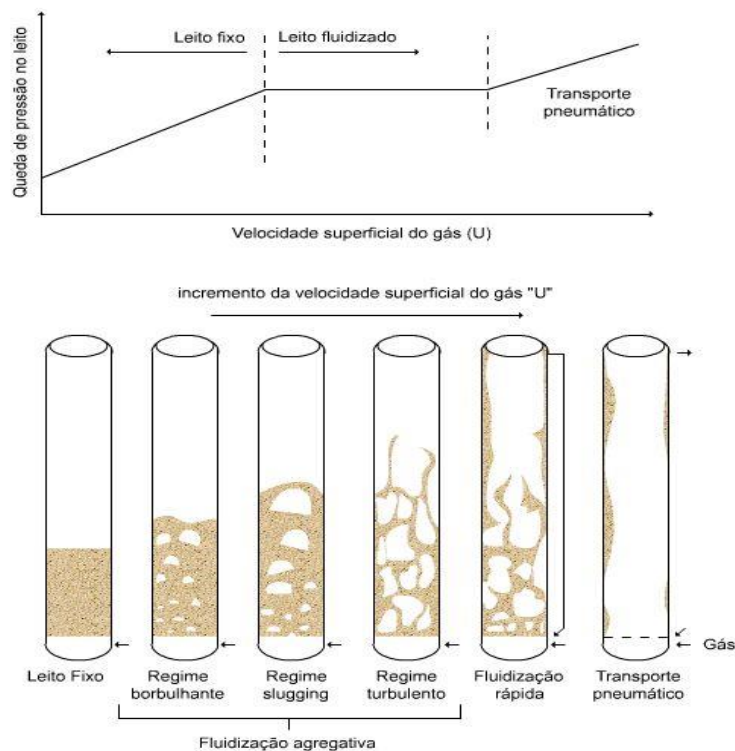 Leito fixo
Leito fluidizado
Queda de pressão no leito
Transporte
pneumático
Velocidade superficial do gás (U)
incremento da velocidade superficial do gás "U"
Gás
Leito Fixo
Regime
borbulhante
Regime
slugging
Regime
turbulento
Fluidização
rápida
Transporte
pneumático
Fluidização agregativa